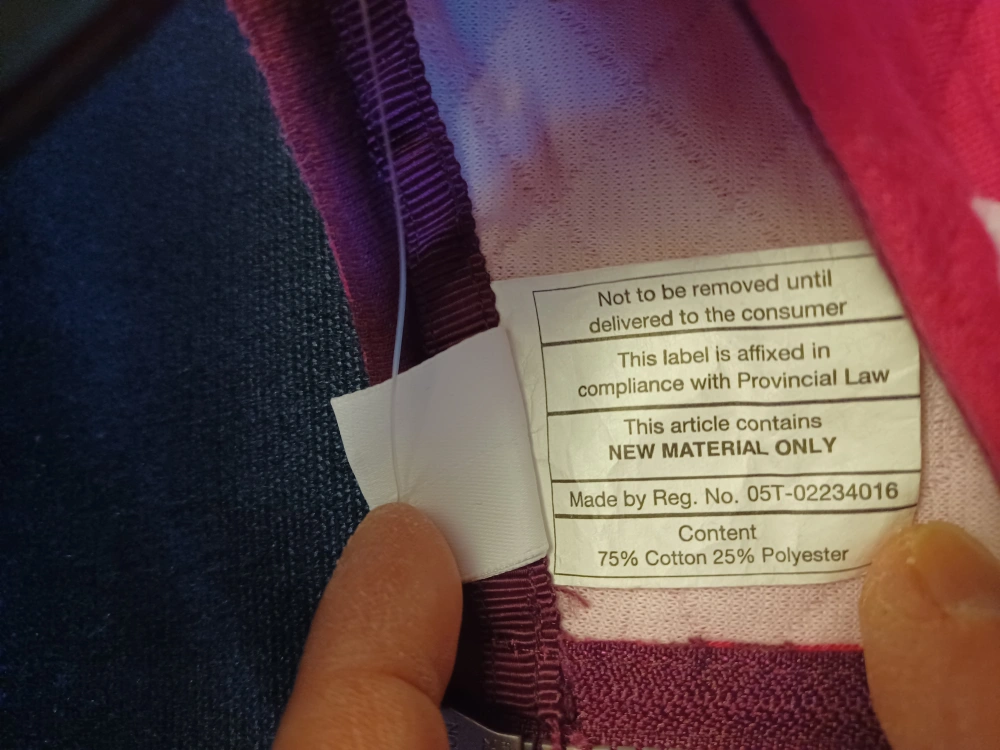 Not to be removed until
delivered to the consumer
This label is affixed in
compliance with Provincial Law
This article contains
NEW MATERIAL ONLY
Made by Reg. No. 05T-02234016
Content
75% Cotton 25% Polyester